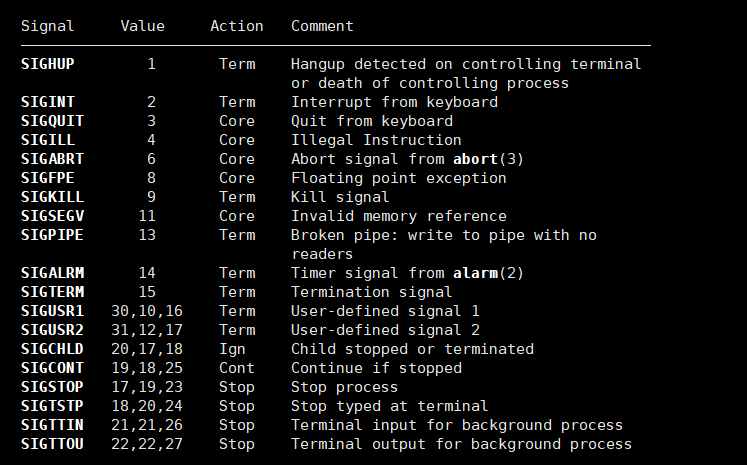 Signal     Value     Action   Comment
SIGHUP        1       Term    Hangup detected on controlling terminal
                              or death of controlling process
SIGINT        2       Term    Interrupt from keyboard
SIGQUIT       3       Core    Quit from keyboard
SIGILL        4       Core    Illegal Instruction
SIGABRT       6       Core    Abort signal from abort(3)
SIGFPE        8       Core    Floating point exception
SIGKILL       9       Term    Kill signal
SIGSEGV      11       Core    Invalid memory reference
SIGPIPE      13       Term    Broken pipe: write to pipe with no
                              readers
SIGALRM      14       Term    Timer signal from alarm(2)
SIGTERM      15       Term    Termination signal
SIGUSR1   30,10,16    Term    User-defined signal 1
SIGUSR2   31,12,17    Term    User-defined signal 2
SIGCHLD   20,17,18    Ign     Child stopped or terminated
SIGCONT   19,18,25    Cont    Continue if stopped
SIGSTOP   17,19,23    Stop    Stop process
SIGTSTP   18,20,24    Stop    Stop typed at terminal
SIGTTIN   21,21,26    Stop    Terminal input for background process
SIGTTOU   22,22,27    Stop    Terminal output for background process